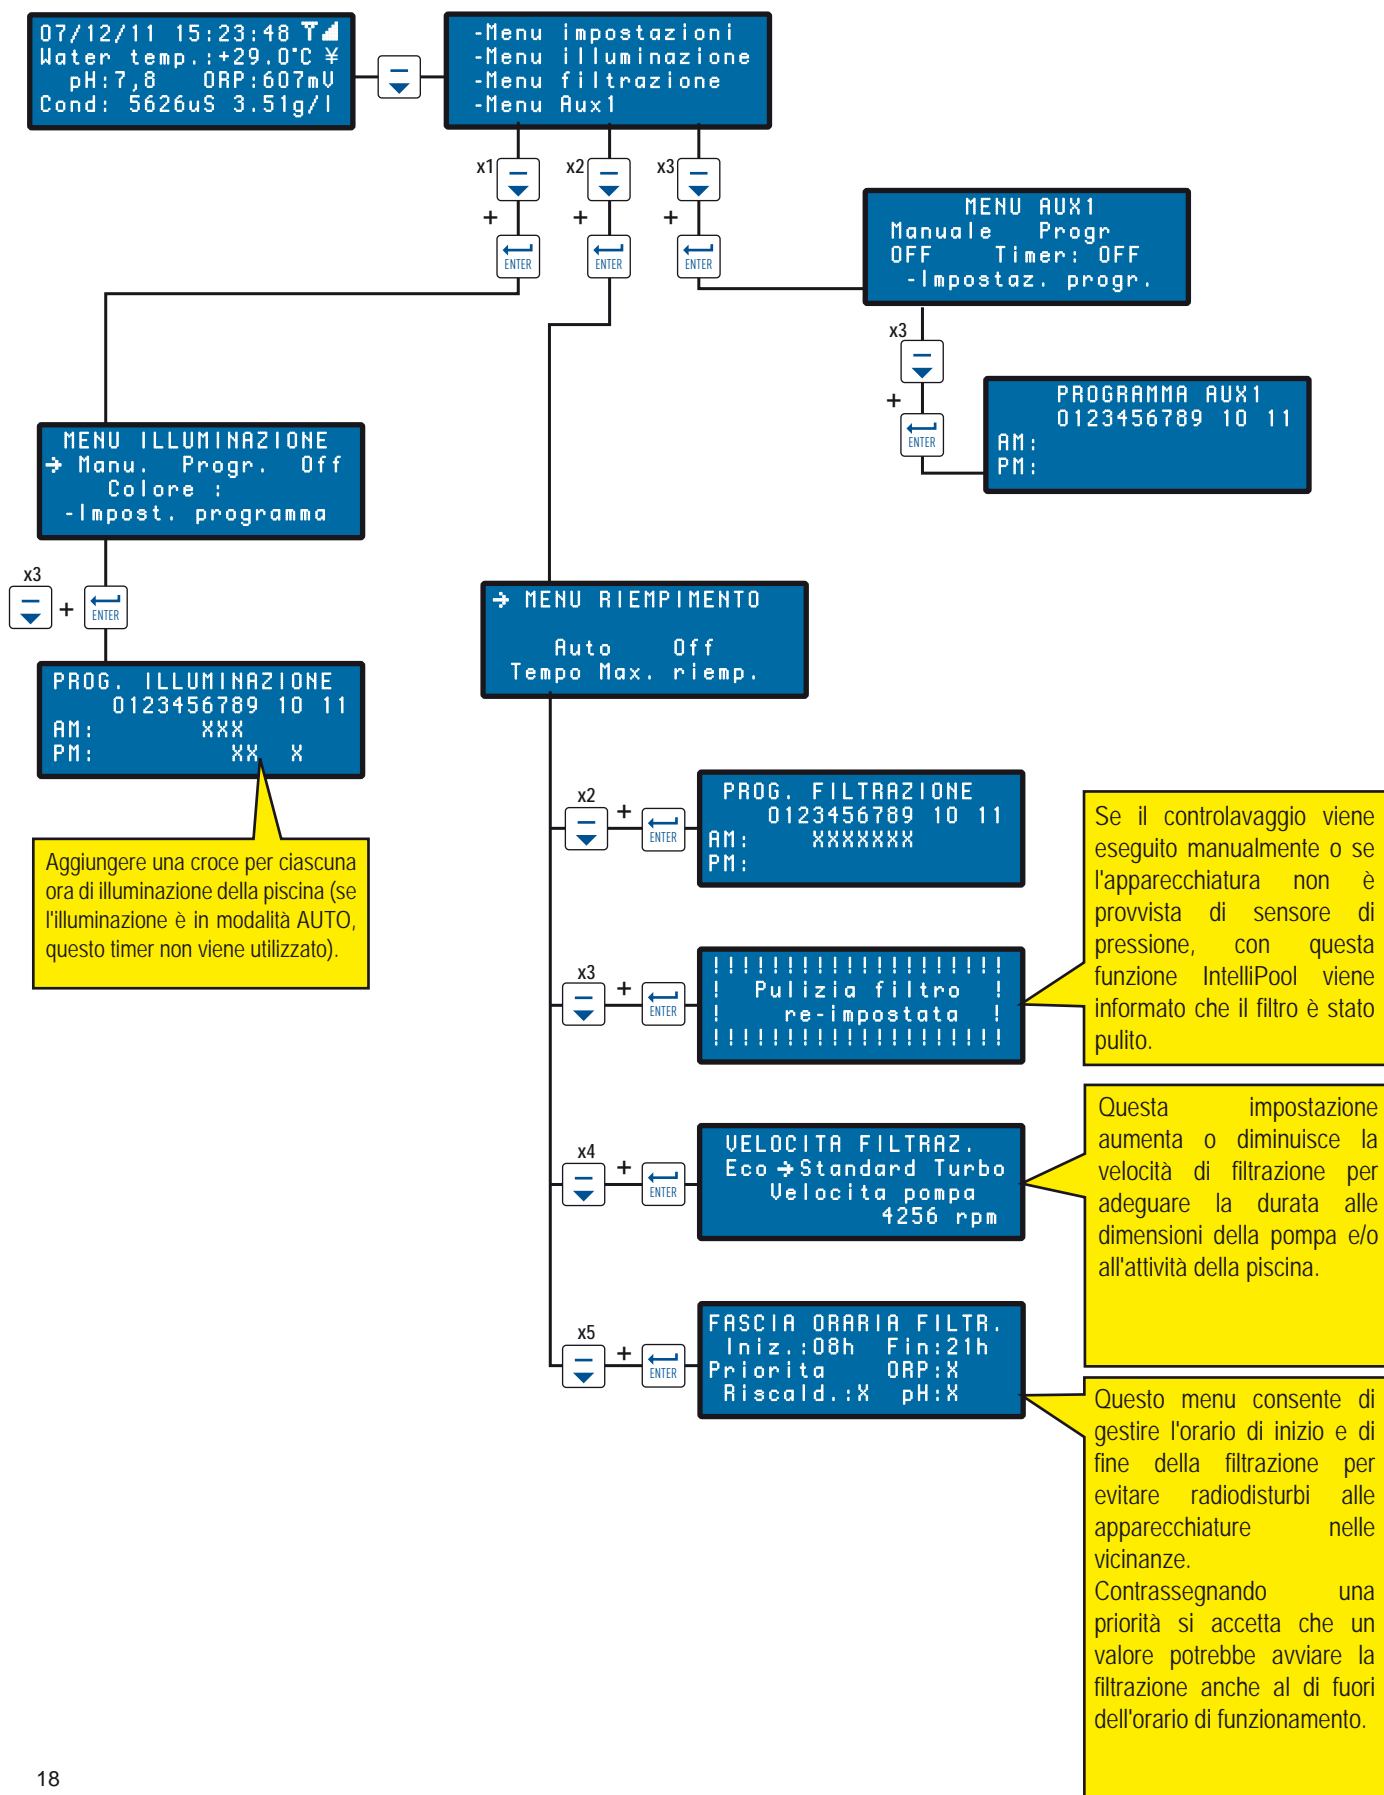 07/12/11 15:23:48
Water temp.:+29.0°C ¥
pH:7,8 ORP:607mV
Cond: 5626uS 3.51g/l
-Menu impostazioni
-Menu illuminazione
-Menu filtrazione
-Menu Aux1
x1
x2
x3
+
+
+
ENTER
ENTER
ENTER
MENU AUX1
Manuale Progr
OFF Timer: OFF
-Impostaz. progr.
x3
+
ENTER
PROGRAMMA AUX1
0123456789 10 11
AM:
PM:
MENU ILLUMINAZIONE
→ Manu. Progr. Off
Colore :
-Impost. programma
x3
+
ENTER
PROG. ILLUMINAZIONE
0123456789 10 11
AM: XXX
PM: XX X
Aggiungere una croce per ciascuna
ora di illuminazione della piscina (se
l'illuminazione è in modalità AUTO,
questo timer non viene utilizzato).
→ MENU RIEMPIMENTO
Auto Off
Tempo Max. riemp.
x2
+
ENTER
PROG. FILTRAZIONE
0123456789 10 11
AM: XXXXXXX
PM:
Se il controlavaggio viene
eseguito manualmente o se
l'apparecchiatura non è
provvista di sensore di
pressione, con questa
funzione IntelliPool viene
informato che il filtro è stato
pulito.
x3
+
ENTER
!!!!!!!!!!!!!!!!!!!!
! Pulizia filtro !
! re-impostata !
!!!!!!!!!!!!!!!!!!!!
Questa impostazione
aumenta o diminuisce la
velocità di filtrazione per
adeguare la durata alle
dimensioni della pompa e/o
all'attività della piscina.
x4
+
ENTER
VELOCITA FILTRAZ.
Eco →Standard Turbo
Velocita pompa
4256 rpm
x5
+
ENTER
FASCIA ORARIA FILTR.
Iniz.:08h Fin:21h
Priorita ORP:X
Riscald.:X pH:X
Questo menu consente di
gestire l'orario di inizio e di
fine della filtrazione per
evitare radiodisturbi alle
apparecchiature nelle
vicinanze.
Contrassegnando una
priorità si accetta che un
valore potrebbe avviare la
filtrazione anche al di fuori
dell'orario di funzionamento.
18